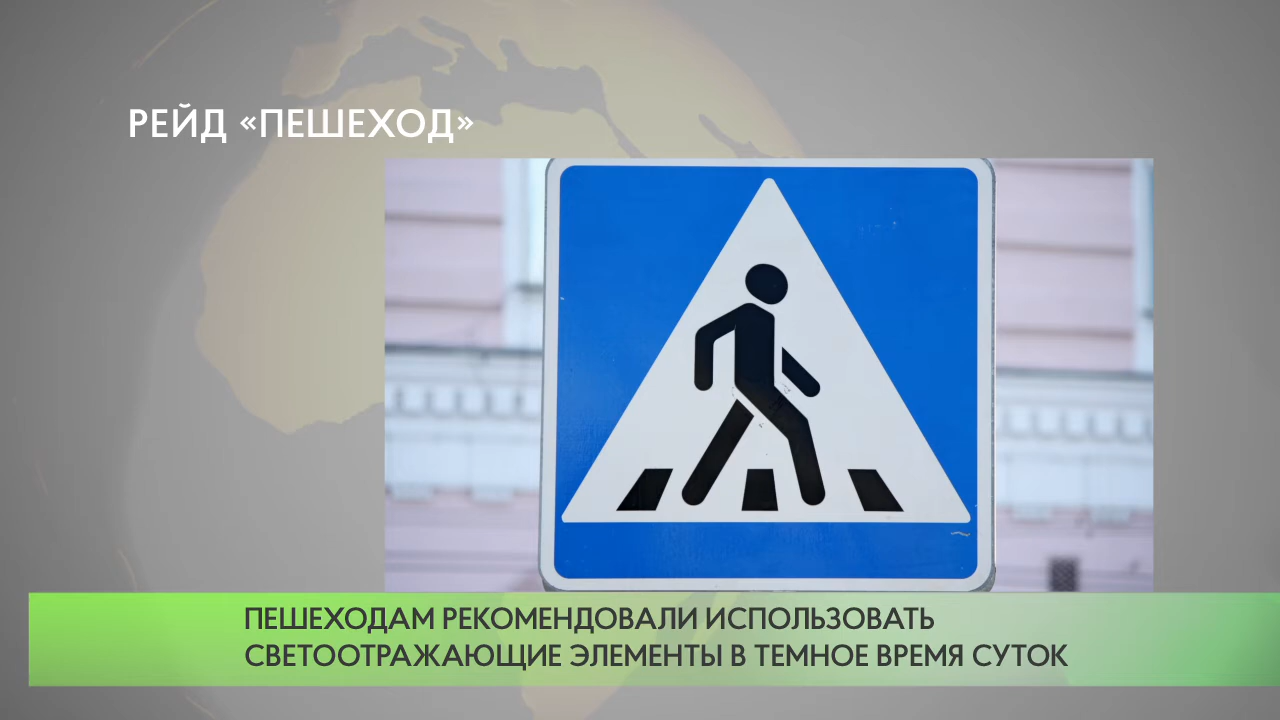 РЕЙД «ПЕШЕХОД»
ПЕШЕХОДАМ РЕКОМЕНДОВАЛИ ИСПОЛЬЗОВАТЬ
СВЕТООТРАЖАЮЩИЕ ЭЛЕМЕНТЫ В ТЕМНОЕ ВРЕМЯ СУТОК